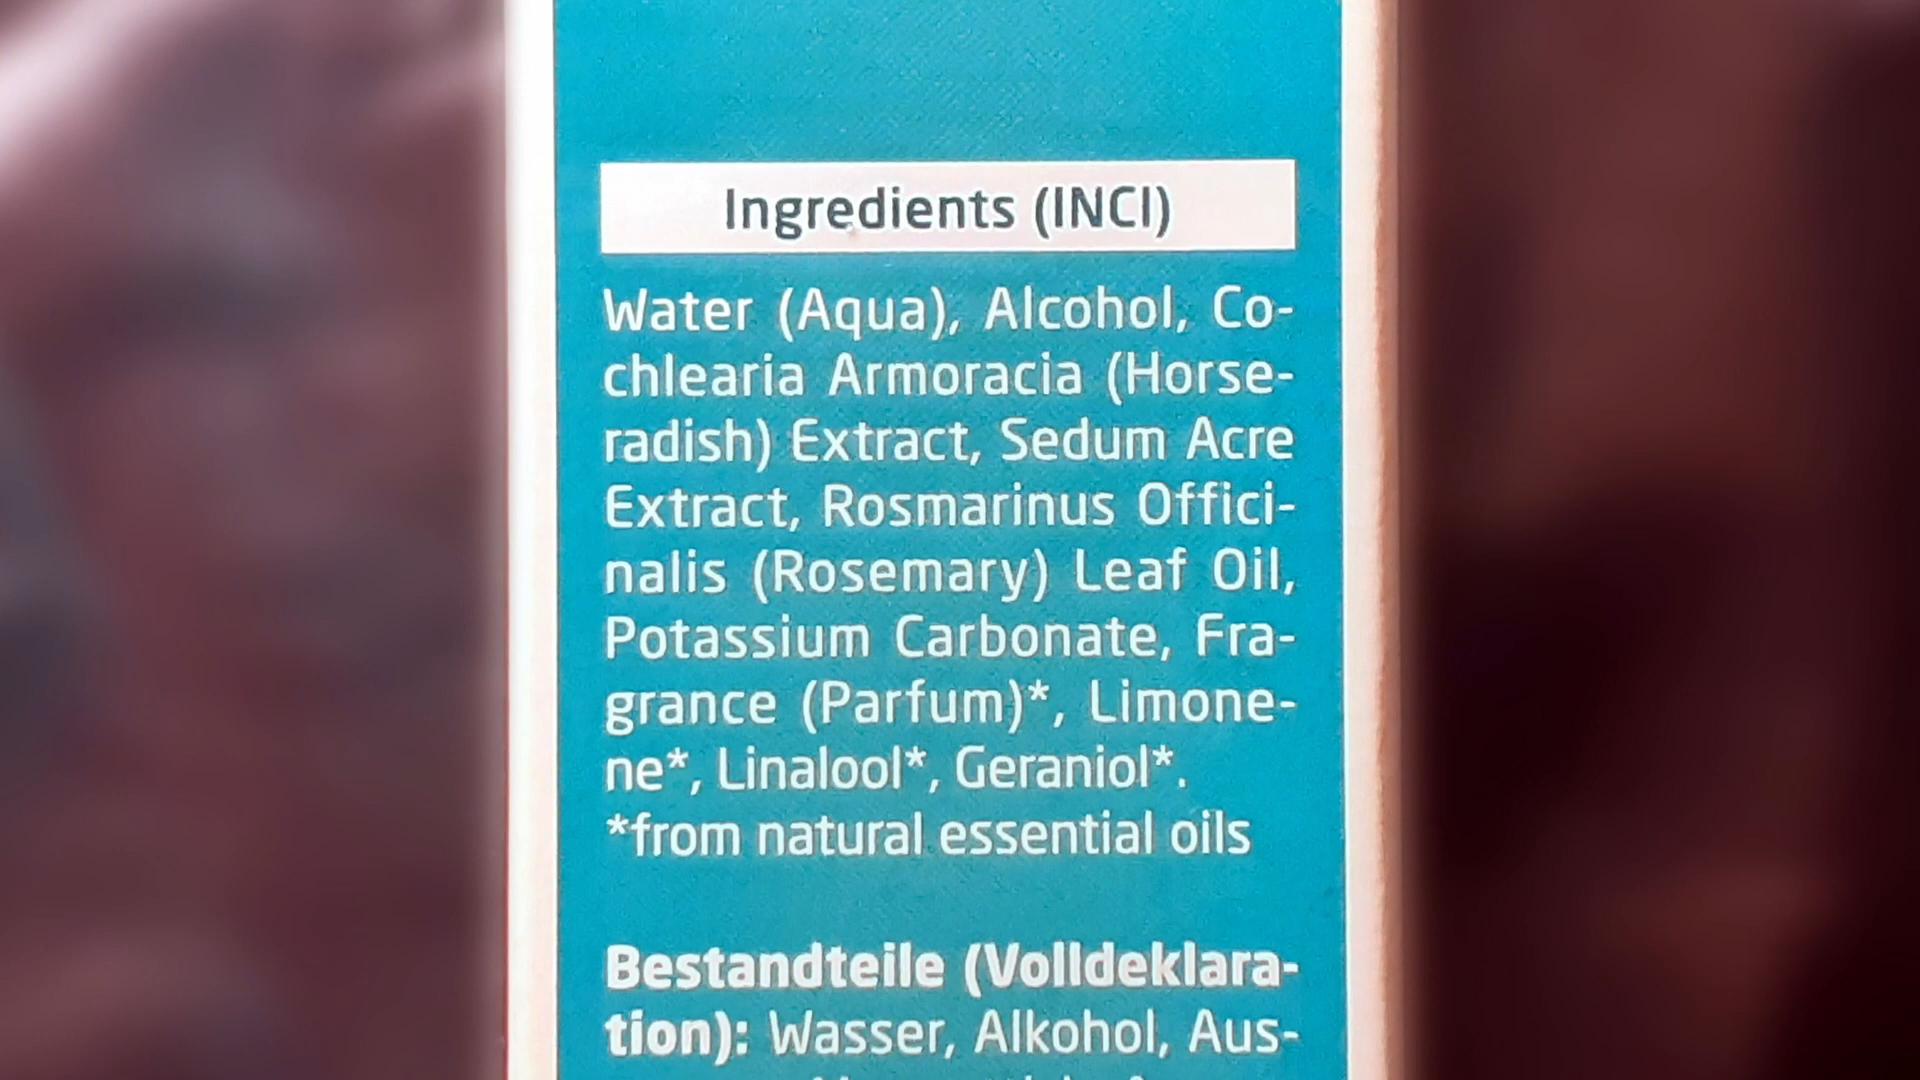 Ingredients (INCI)
Water (Aqua), Alcohol, Co-
chlearia Armoracia (Horse-
radish) Extract, Sedum Acre
Extract, Rosmarinus Offici-
nalis (Rosemary) Leaf Oil,
Potassium Carbonate, Fra-
grance (Parfum)*, Limone-
ne*, Linalool*, Geraniol*.
*from natural essential oils
Bestandteile (Volldeklara-
tion): Wasser, Alkohol, Aus-